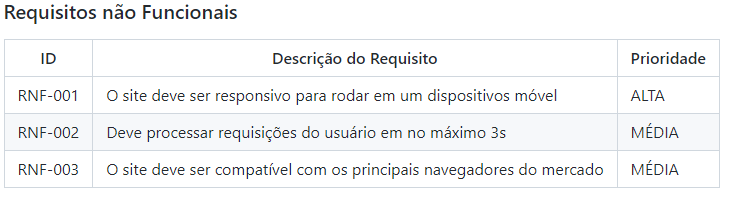 Requisitos não Funcionais
ID Descrição do Requisito Prioridade
RNF-001 O site deve ser responsivo para rodar em um dispositivos móvel ALTA
RNF-002 Deve processar requisições do usuário em no máximo 3s MÉDIA
RNF-003 O site deve ser compatível com os principais navegadores do mercado MÉDIA